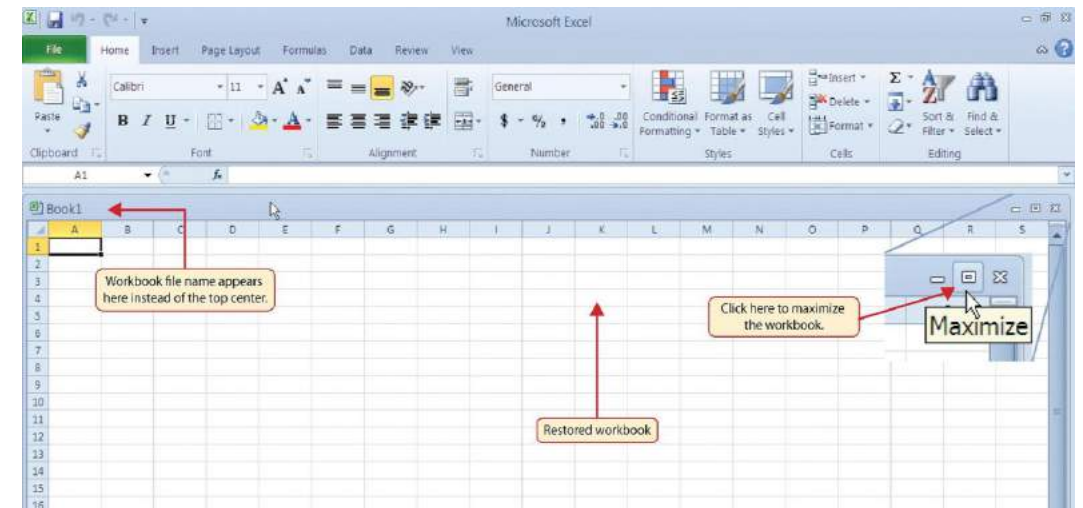 Microsoft Excel
File Home Insert Page Layout Formulas Data Review View
Calibri 11 A A General Insert Σ
Paste B I U A $ % , .00 .00 Conditional Format as Cell Delete Sort & Find &
Formatting Table Styles Format Filter Select
Clipboard Font Alignment Number Styles Cells Editing
A1 fx
Book1
A B C D E F G H I J K L M N O P Q R S
1
2
3
4
5
6
7
8
9
10
11
12
13
14
15
16
Workbook file name appears
here instead of the top center.
Click here to maximize
the workbook.
Maximize
Restored workbook